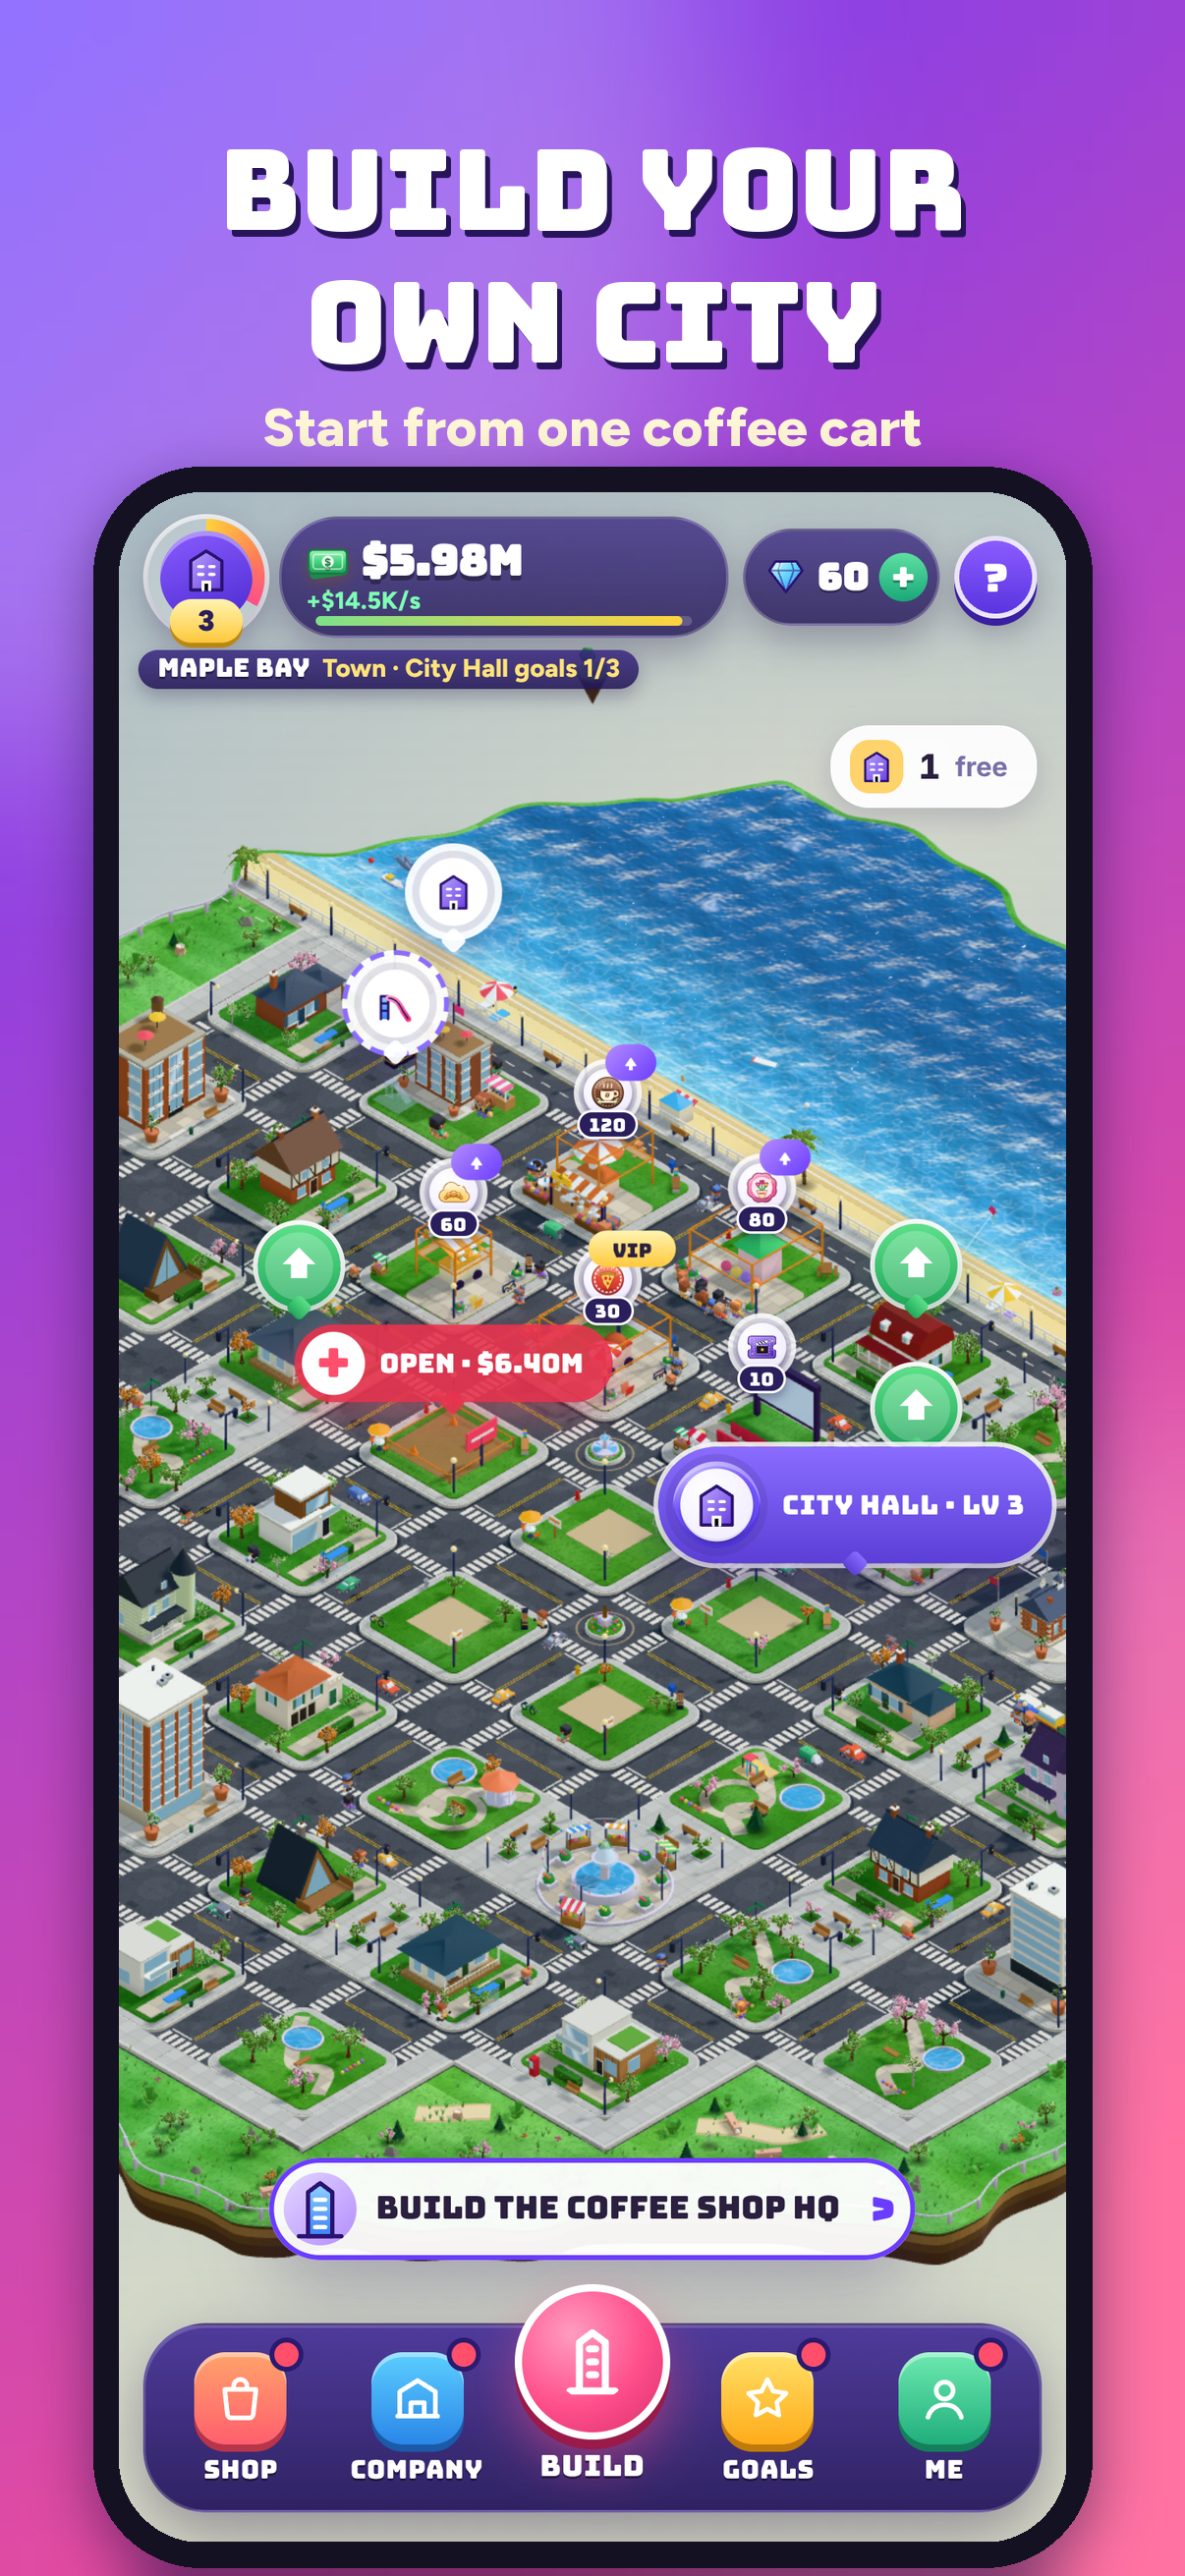 BUILD YOUR
OWN CITY
Start from one coffee cart
$5.98M
+$14.5K/s
60
?
3
MAPLE BAY Town · City Hall goals 1/3
1 free
120
60
80
VIP
30
OPEN · $6.40M
10
CITY HALL · LV 3
BUILD THE COFFEE SHOP HQ
SHOP
COMPANY
BUILD
GOALS
ME